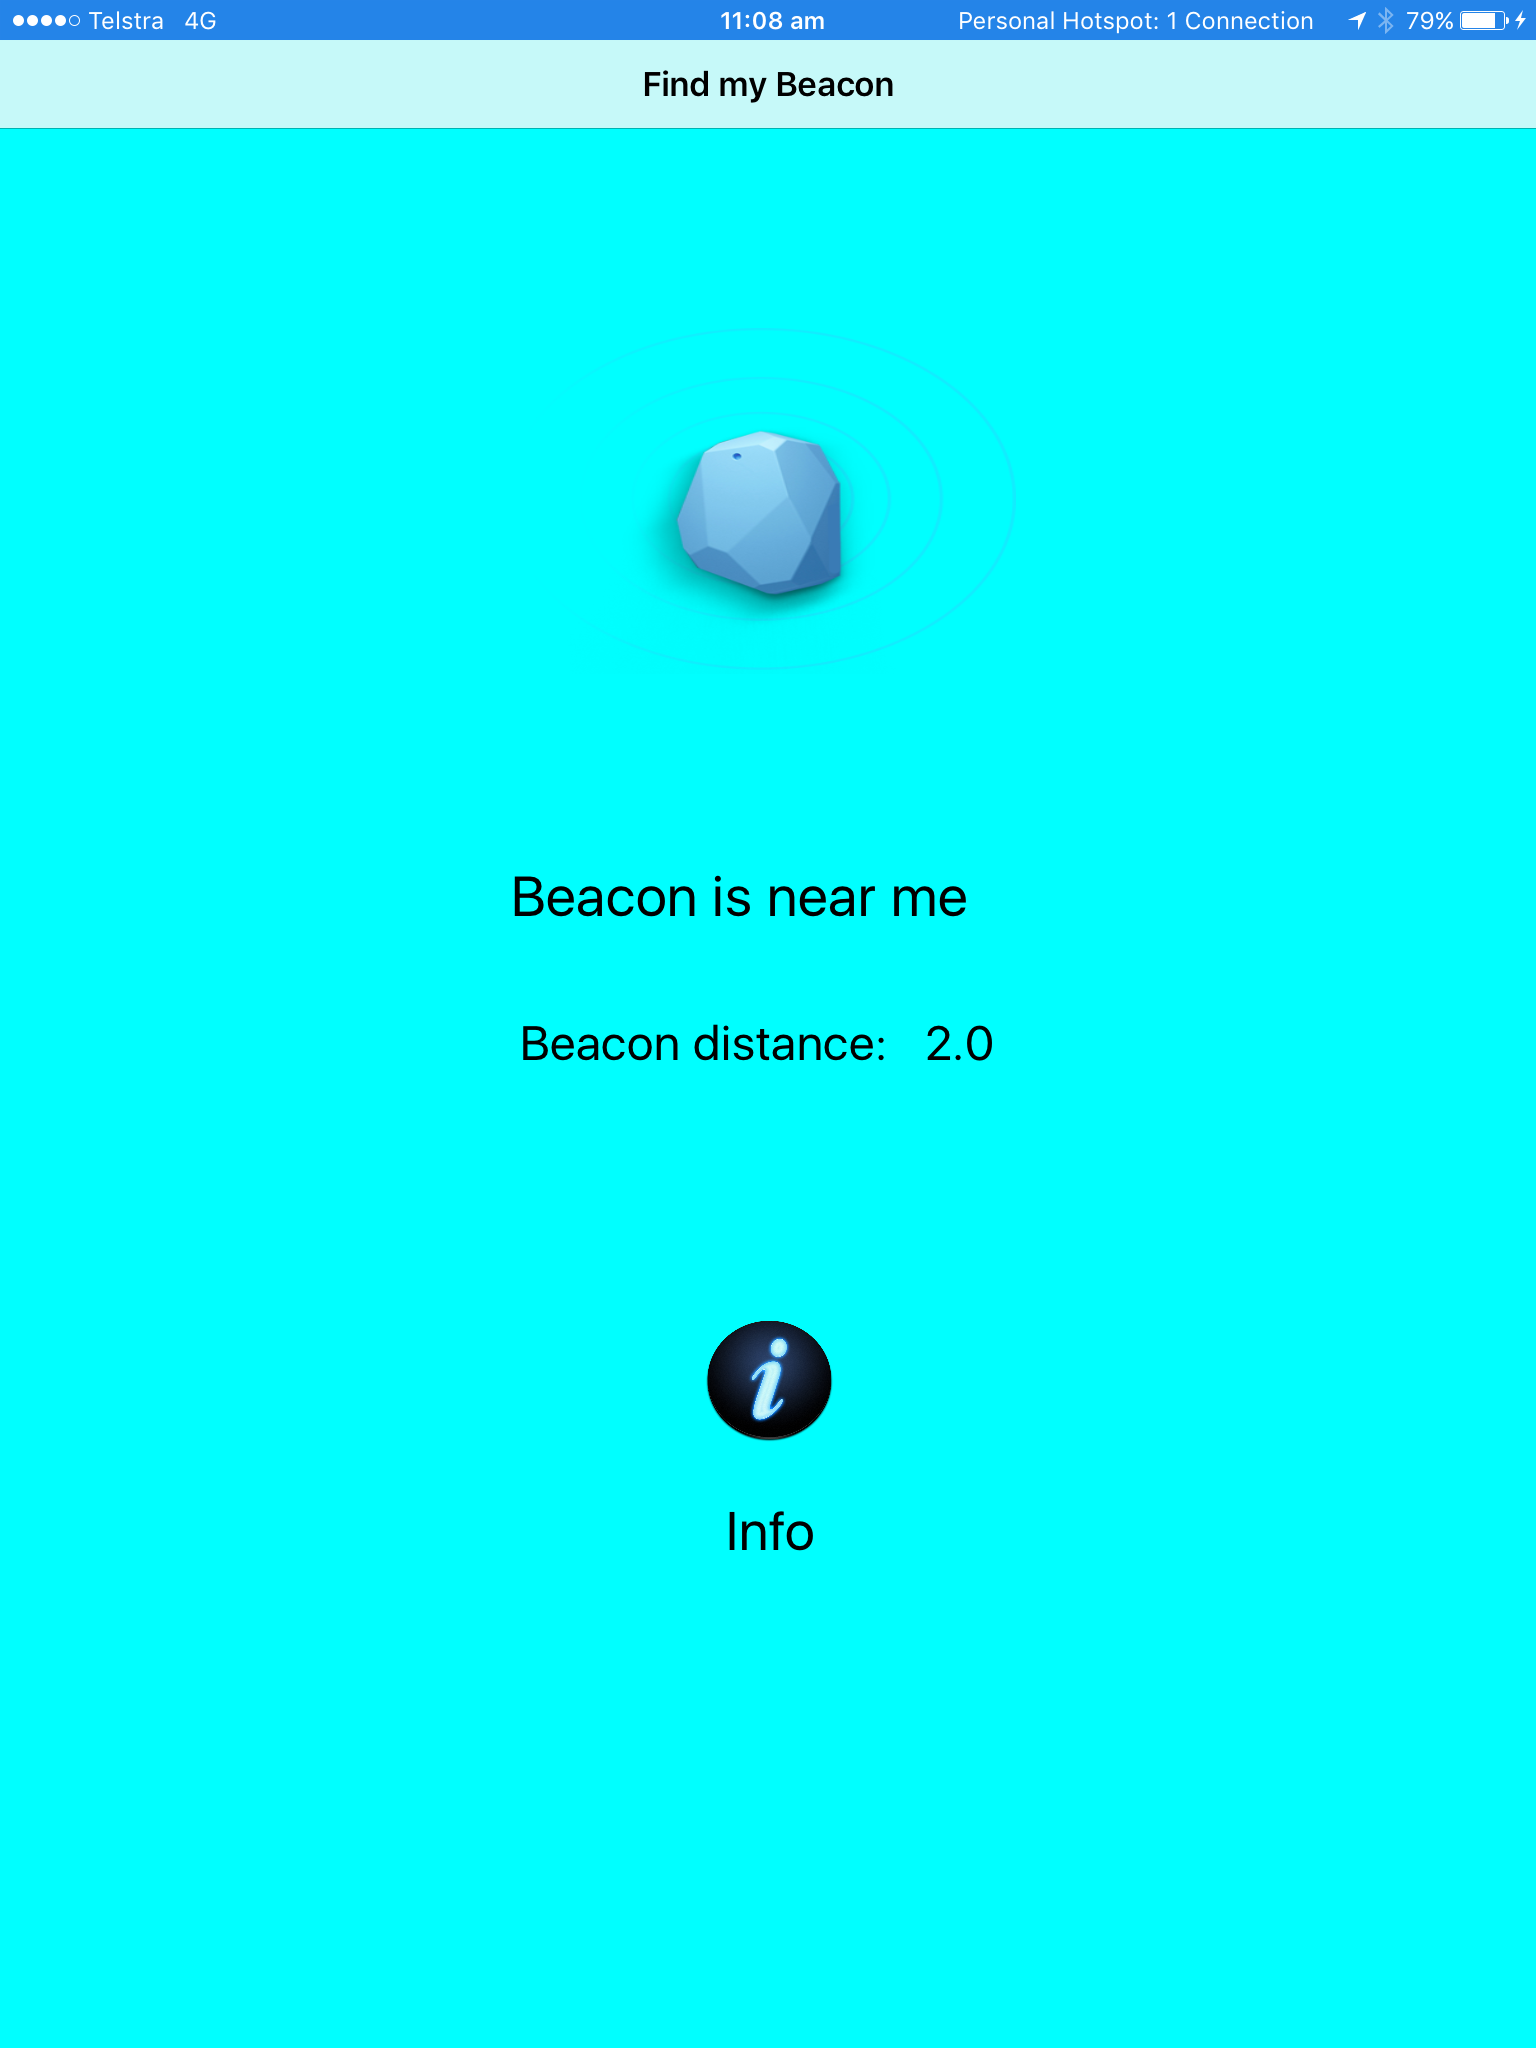 Telstra 4G 11:08 am Personal Hotspot: 1 Connection 79%
Find my Beacon
Beacon is near me
Beacon distance: 2.0
i
Info